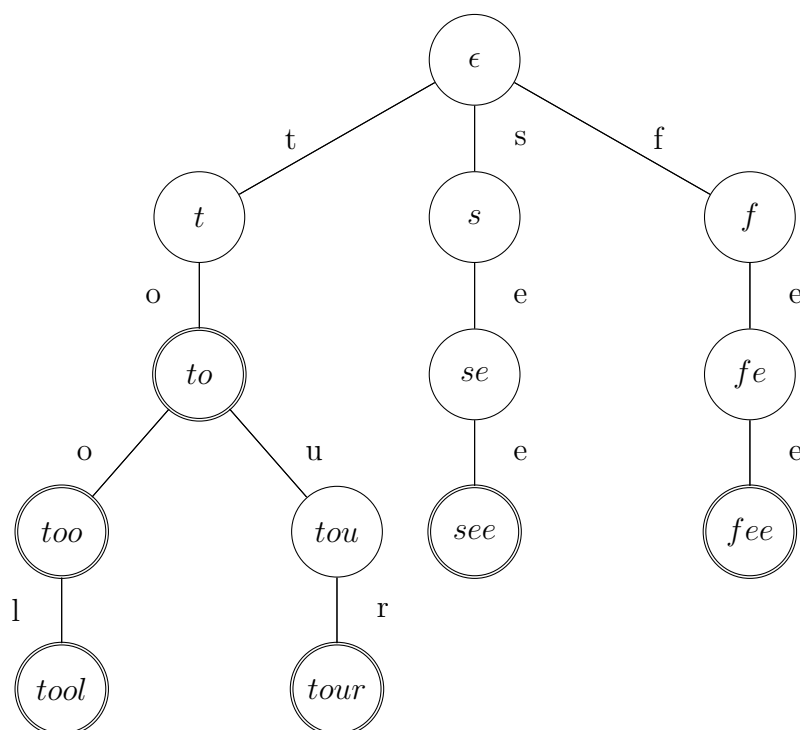 ϵ
t s f
t s f
o e e
to se fe
o u e e
too tou see fee
l r
tool tour